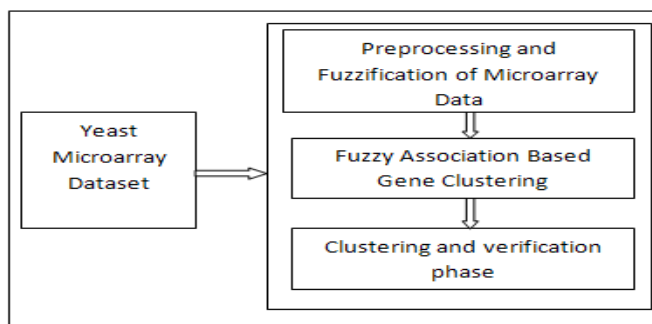 Yeast
Microarray
Dataset
Preprocessing and
Fuzzification of Microarray
Data
Fuzzy Association Based
Gene Clustering
Clustering and verification
phase